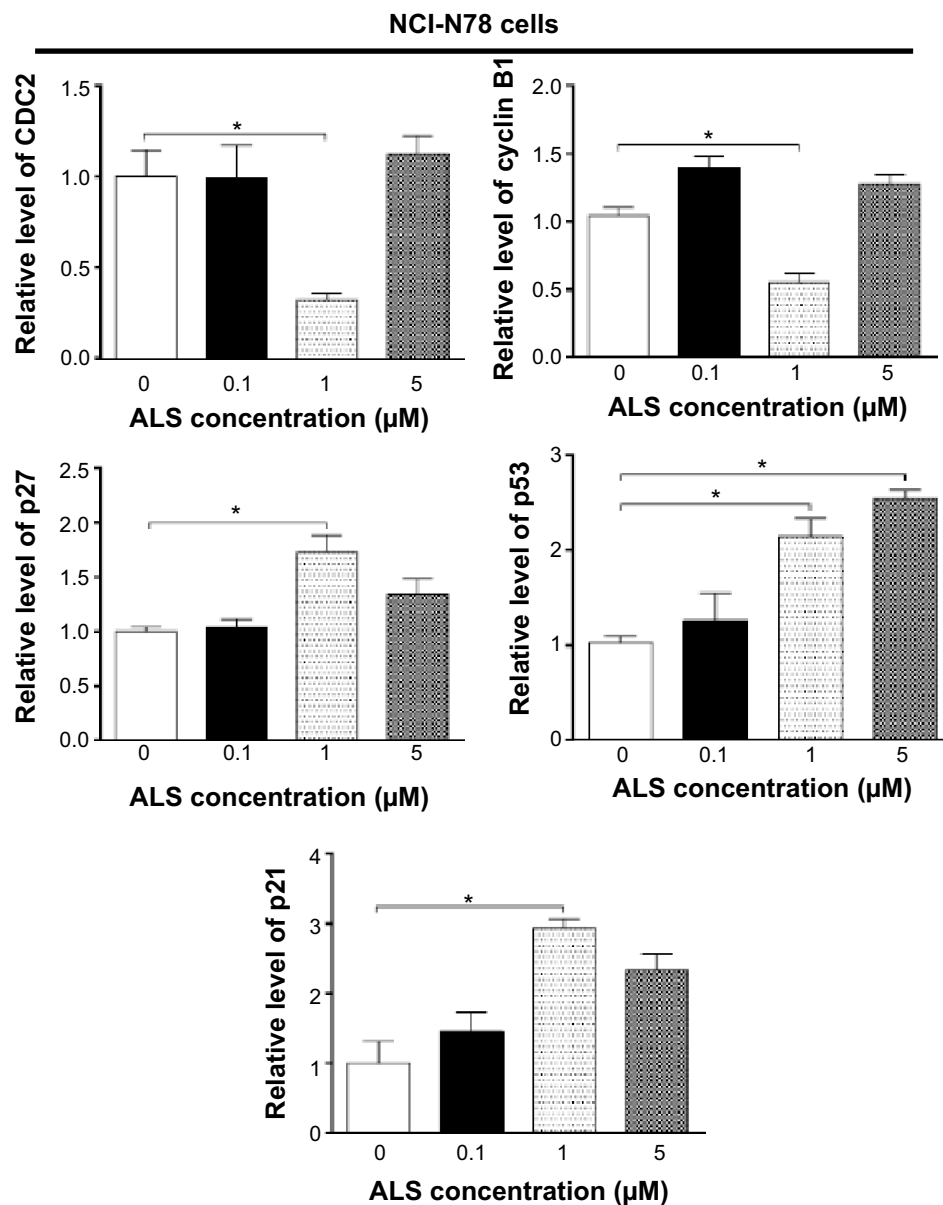 NCI-N78 cells
Relative level of CDC2
1.5
1.0
0.5
0.0
*
0 0.1 1 5
ALS concentration (µM)
Relative level of cyclin B1
2.0
1.5
1.0
0.5
0.0
*
0 0.1 1 5
ALS concentration (µM)
Relative level of p27
2.5
2.0
1.5
1.0
0.5
0.0
*
0 0.1 1 5
ALS concentration (µM)
Relative level of p53
3
2
1
0
*
*
0 0.1 1 5
ALS concentration (µM)
Relative level of p21
4
3
2
1
0
*
0 0.1 1 5
ALS concentration (µM)